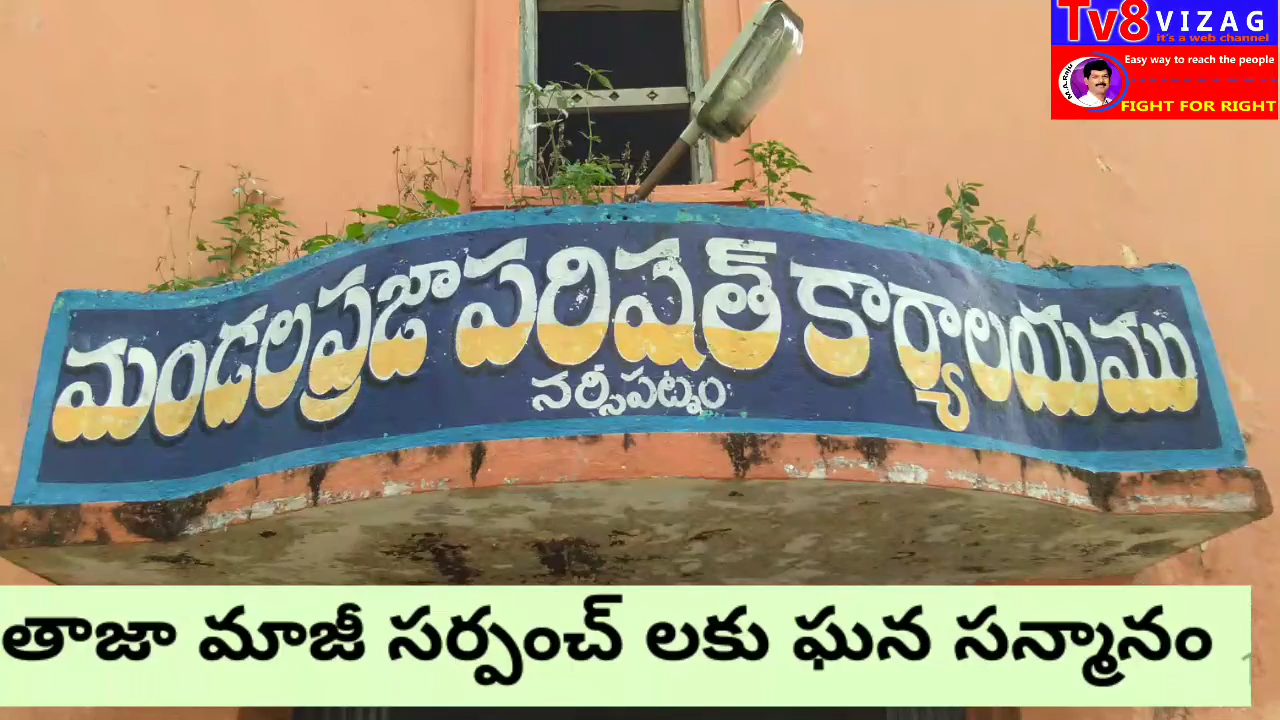 Tv8 VIZAG
it's a web channel
Easy way to reach the people
M.A.Raju
FIGHT FOR RIGHT
మండలప్రజాపరిషత్ కార్యాలయము
నర్సీపట్నం
తాజా మాజీ సర్పంచ్ లకు ఘన సన్మానం